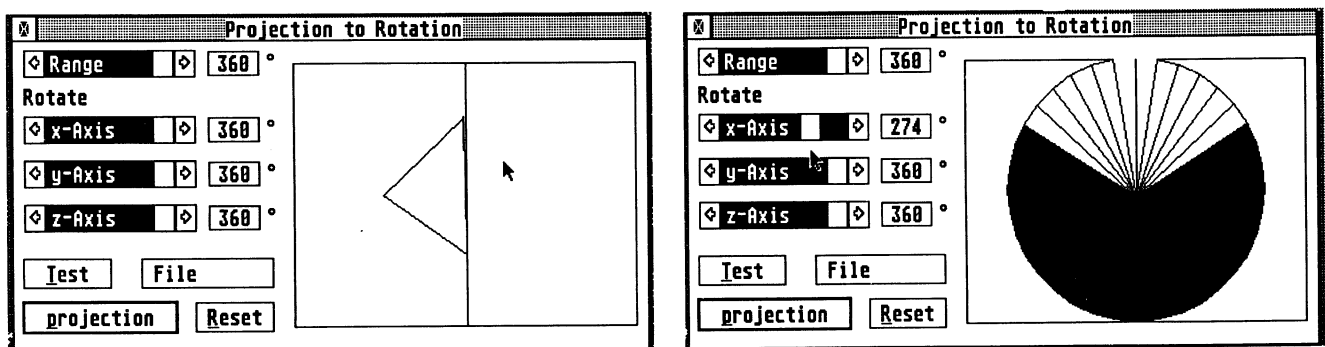 Projection to Rotation
Range 360 °
Rotate
x-Axis 360 °
y-Axis 360 °
z-Axis 360 °
Test File
projection Reset
Projection to Rotation
Range 360 °
Rotate
x-Axis 274 °
y-Axis 360 °
z-Axis 360 °
Test File
projection Reset